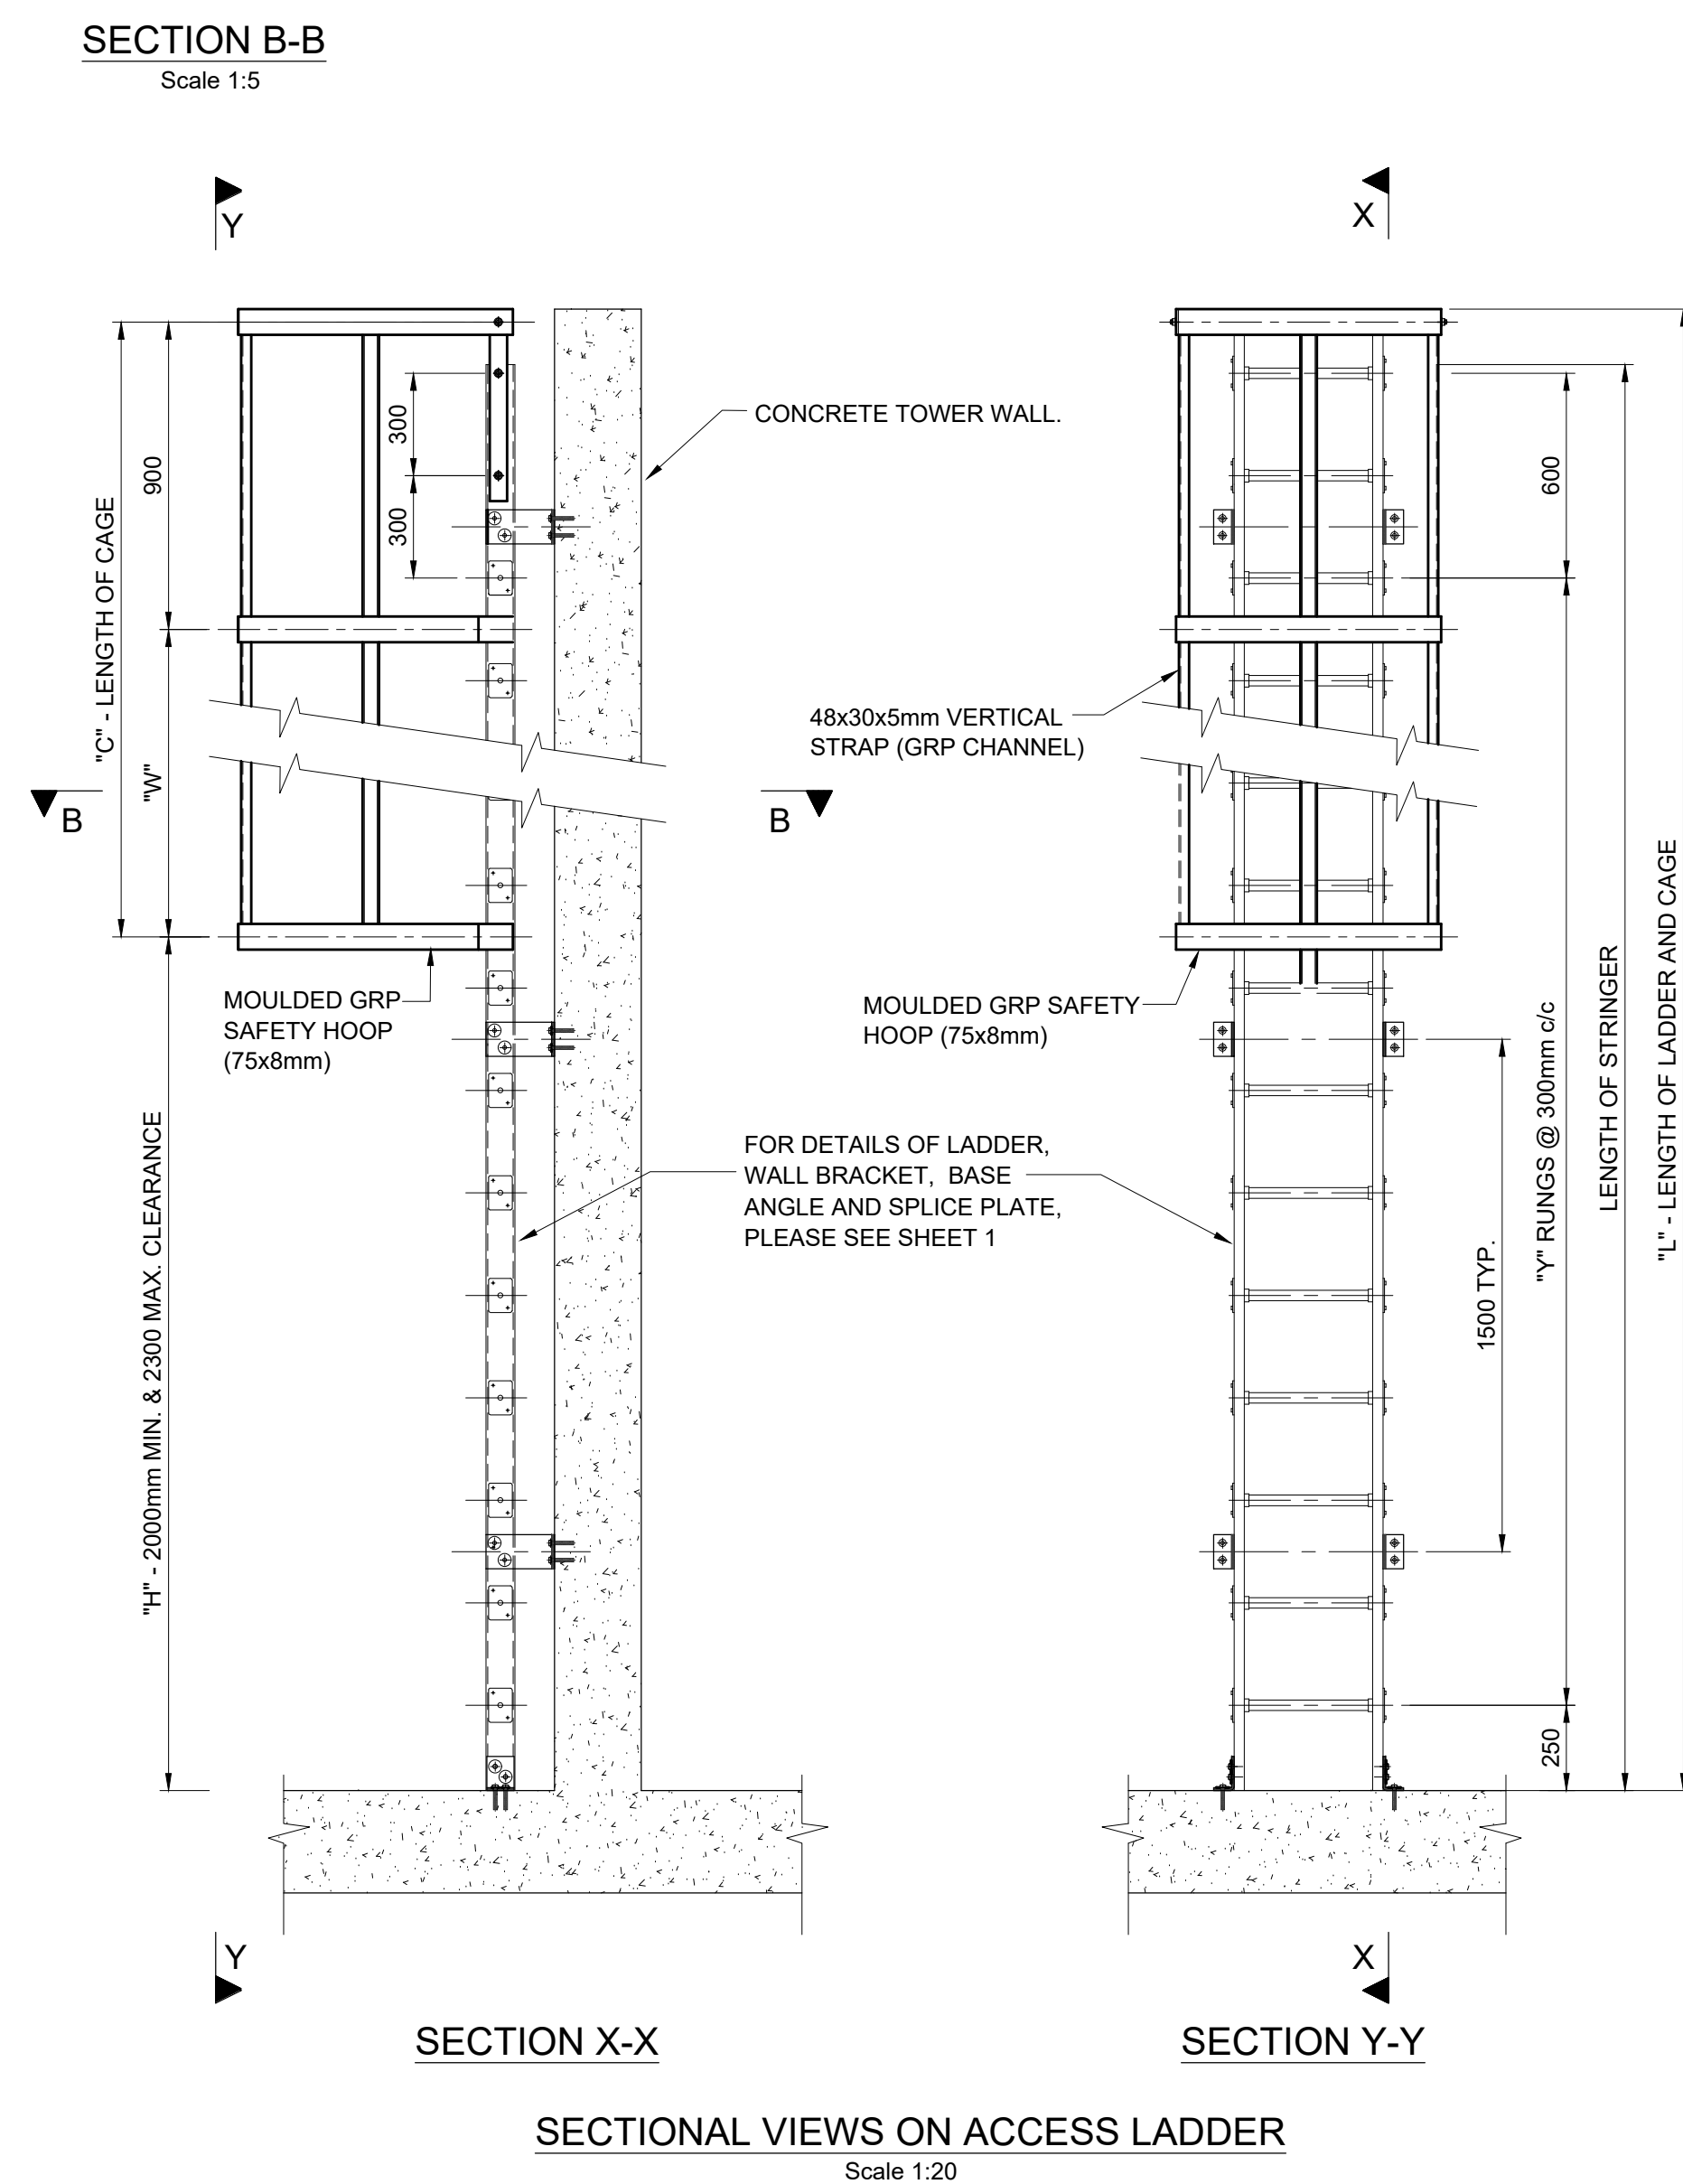 SECTION B-B
Scale 1:5
Y
X
"C" - LENGTH OF CAGE
900
"W"
300
300
CONCRETE TOWER WALL.
600
48x30x5mm VERTICAL
STRAP (GRP CHANNEL)
B
B
MOULDED GRP
SAFETY HOOP
(75x8mm)
MOULDED GRP SAFETY
HOOP (75x8mm)
"H" - 2000mm MIN. & 2300 MAX. CLEARANCE
FOR DETAILS OF LADDER,
WALL BRACKET, BASE
ANGLE AND SPLICE PLATE,
PLEASE SEE SHEET 1
1500 TYP.
"Y" RUNGS @ 300mm c/c
LENGTH OF STRINGER
"L" - LENGTH OF LADDER AND CAGE
250
Y
X
SECTION X-X
SECTION Y-Y
SECTIONAL VIEWS ON ACCESS LADDER
Scale 1:20